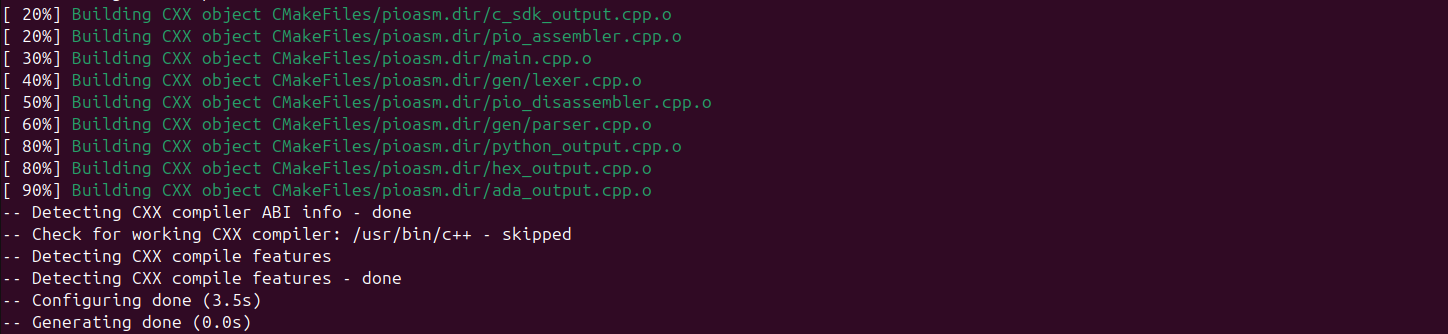 [ 20%] Building CXX object CMakeFiles/pioasm.dir/c_sdk_output.cpp.o
[ 20%] Building CXX object CMakeFiles/pioasm.dir/pio_assembler.cpp.o
[ 30%] Building CXX object CMakeFiles/pioasm.dir/main.cpp.o
[ 40%] Building CXX object CMakeFiles/pioasm.dir/gen/lexer.cpp.o
[ 50%] Building CXX object CMakeFiles/pioasm.dir/pio_disassembler.cpp.o
[ 60%] Building CXX object CMakeFiles/pioasm.dir/gen/parser.cpp.o
[ 80%] Building CXX object CMakeFiles/pioasm.dir/python_output.cpp.o
[ 80%] Building CXX object CMakeFiles/pioasm.dir/hex_output.cpp.o
[ 90%] Building CXX object CMakeFiles/pioasm.dir/ada_output.cpp.o
-- Detecting CXX compiler ABI info - done
-- Check for working CXX compiler: /usr/bin/c++ - skipped
-- Detecting CXX compile features
-- Detecting CXX compile features - done
-- Configuring done (3.5s)
-- Generating done (0.0s)